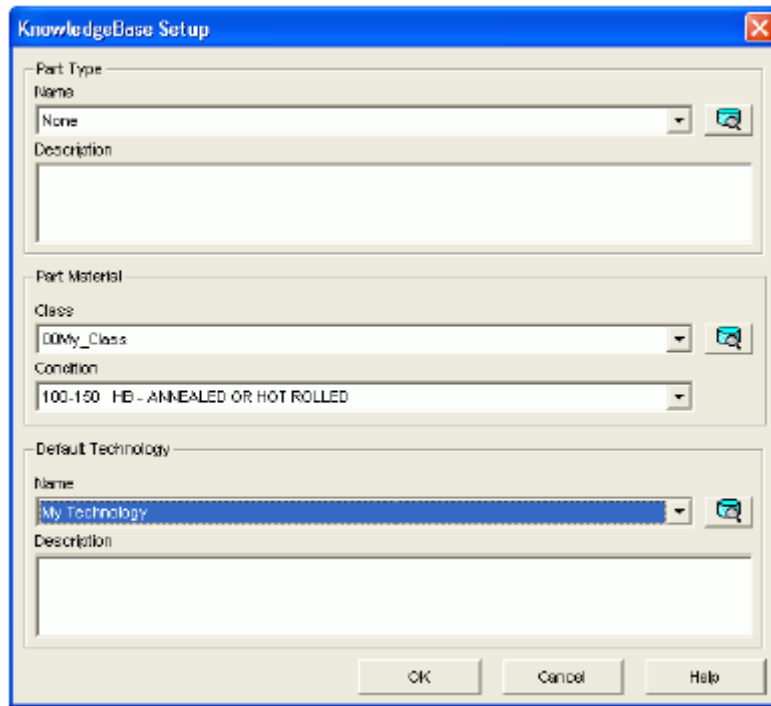 KnowledgeBase Setup
Part Type
Name
None
Description
Part Material
Class
00My_Class
Condition
100-150 HB - ANNEALED OR HOT ROLLED
Default Technology
Name
My Technology
Description
OK Cancel Help